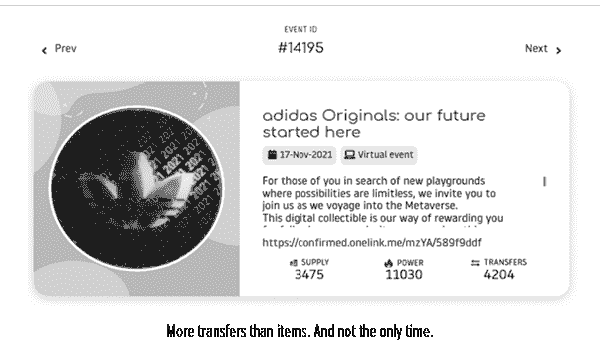 EVENT ID
Prev
#14195
Next
2021 2021 2021
adidas Originals: our future
started here
17-Nov-2021
Virtual event
For those of you in search of new playgrounds
where possibilities are limitless, we invite you to
join us as we voyage into the Metaverse.
This digital collectible is our way of rewarding you
https://confirmed.onelink.me/mzYA/589f9ddf
SUPPLY
POWER
TRANSFERS
3475
11030
4204
More transfers than items. And not the only time.